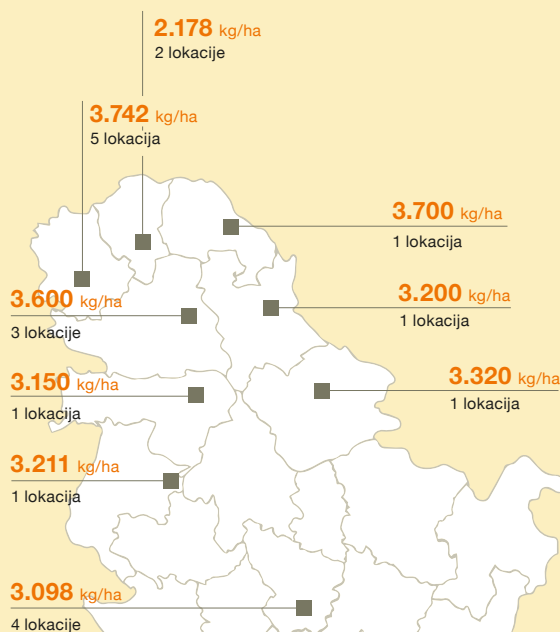 2.178 kg/ha
2 lokacije
3.742 kg/ha
5 lokacija
3.700 kg/ha
1 lokacija
3.600 kg/ha
3 lokacije
3.200 kg/ha
1 lokacija
3.150 kg/ha
1 lokacija
3.320 kg/ha
1 lokacija
3.211 kg/ha
1 lokacija
3.098 kg/ha
4 lokacije